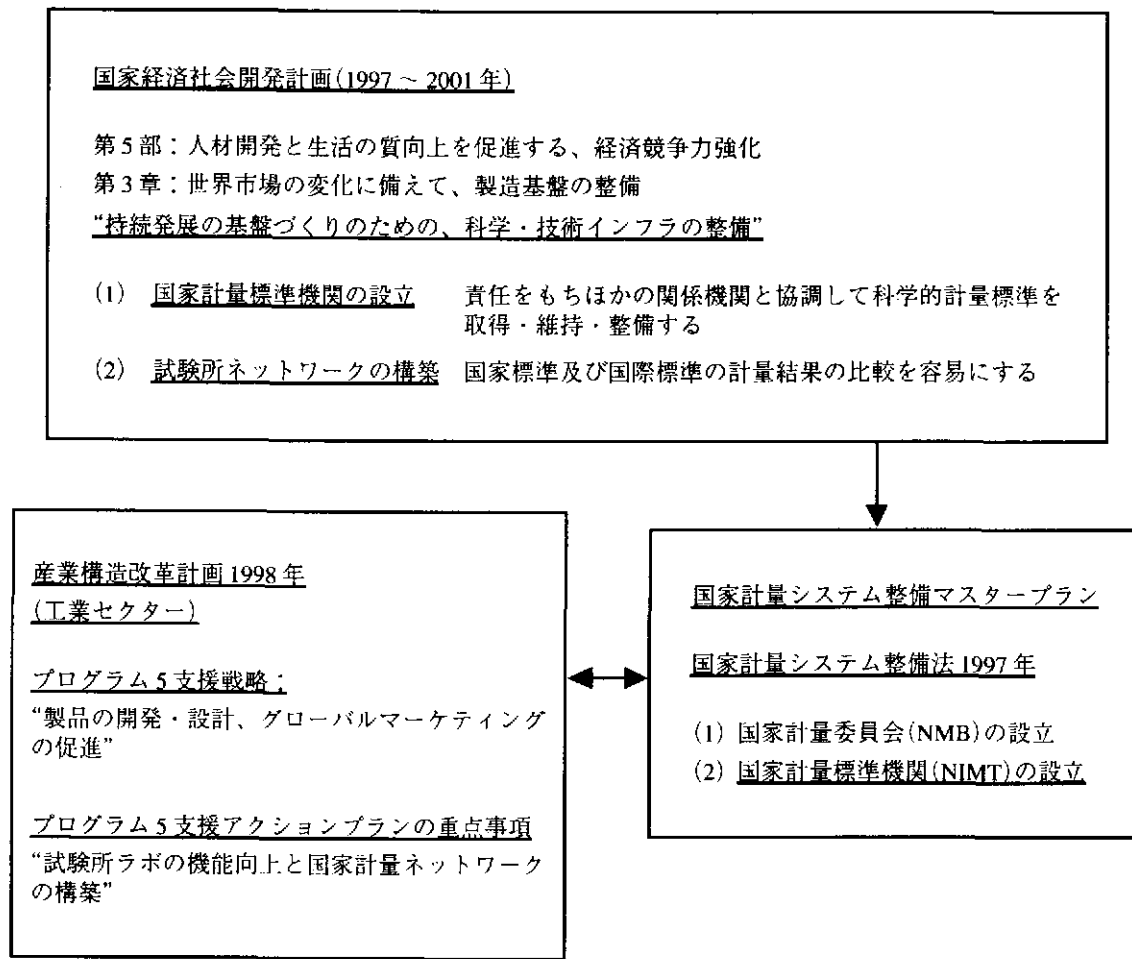 国家経済社会開発計画(1997 ～ 2001年)
第5部：人材開発と生活の質向上を促進する、経済競争力強化
第3章：世界市場の変化に備えて、製造基盤の整備
“持続発展の基盤づくりのための、科学・技術インフラの整備”
(1) 国家計量標準機関の設立 責任をもちほかの関係機関と協調して科学的計量標準を
取得・維持・整備する
(2) 試験所ネットワークの構築 国家標準及び国際標準の計量結果の比較を容易にする
産業構造改革計画 1998年
(工業セクター)
プログラム5支援戦略：
“製品の開発・設計、グローバルマーケティング
の促進”
プログラム5支援アクションプランの重点事項
“試験所ラボの機能向上と国家計量ネットワーク
の構築”
国家計量システム整備マスタープラン
国家計量システム整備法 1997年
(1) 国家計量委員会(NMB)の設立
(2) 国家計量標準機関(NIMT)の設立